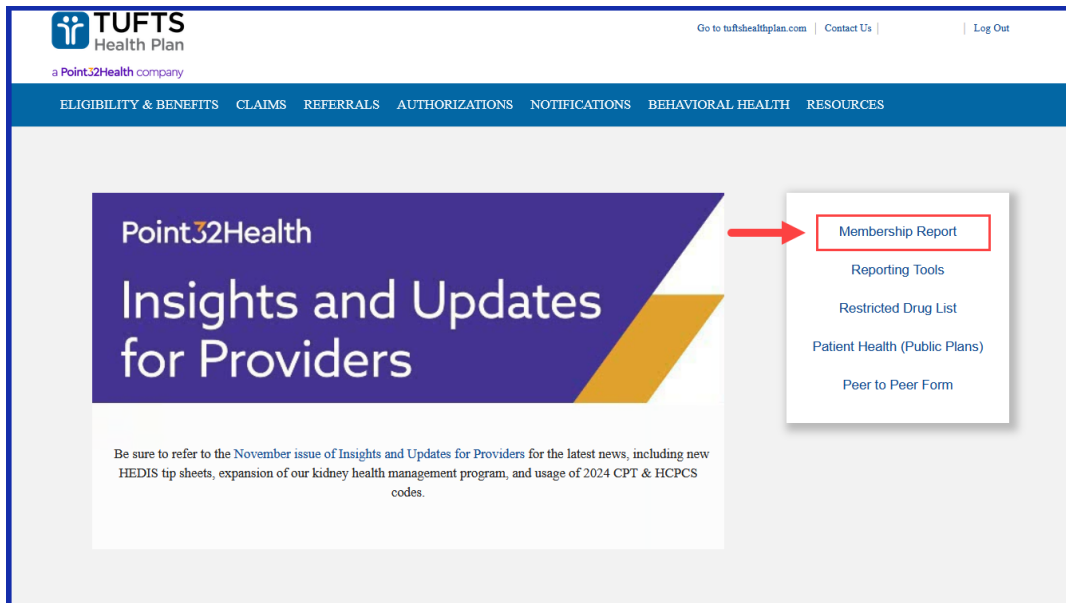 TUFTS
Health Plan
a Point32Health company
Go to tuftshealthplan.com | Contact Us | | Log Out
ELIGIBILITY & BENEFITS CLAIMS REFERRALS AUTHORIZATIONS NOTIFICATIONS BEHAVIORAL HEALTH RESOURCES
Point32Health
Insights and Updates
for Providers
Be sure to refer to the November issue of Insights and Updates for Providers for the latest news, including new
HEDIS tip sheets, expansion of our kidney health management program, and usage of 2024 CPT & HCPCS
codes.
Membership Report
Reporting Tools
Restricted Drug List
Patient Health (Public Plans)
Peer to Peer Form